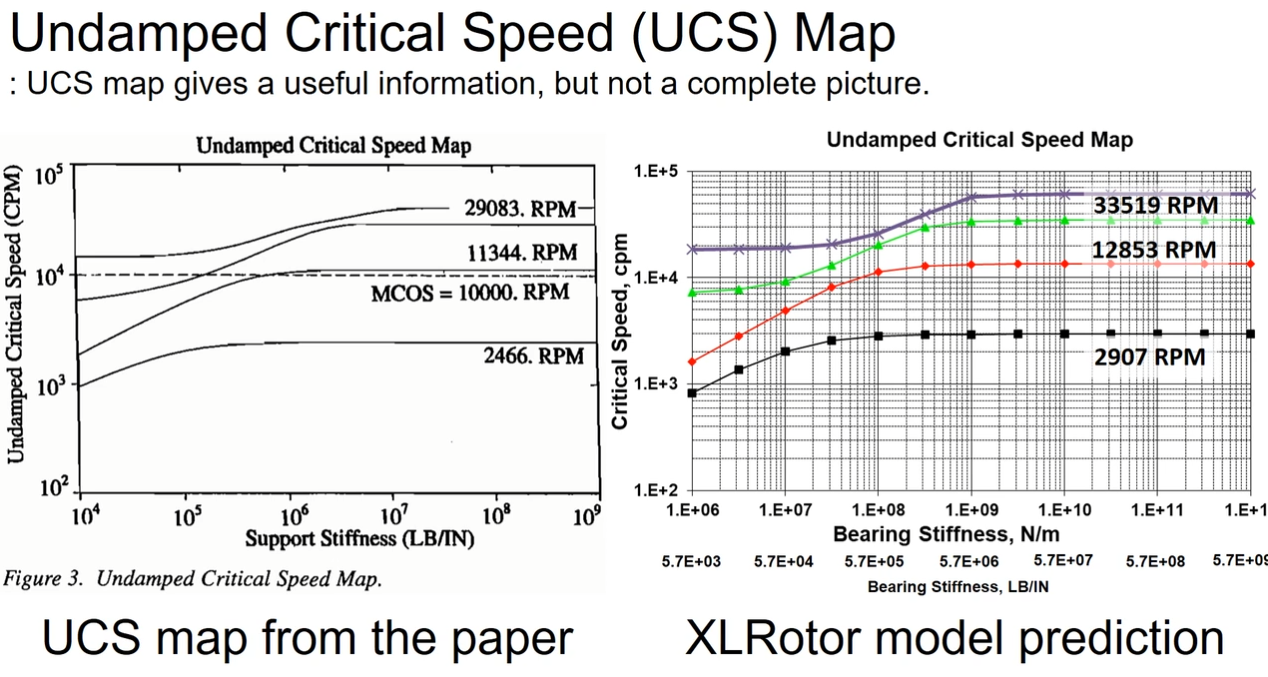 Undamped Critical Speed (UCS) Map
: UCS map gives a useful information, but not a complete picture.
Undamped Critical Speed Map
Undamped Critical Speed (CPM)
10^5
10^4
10^3
10^2
29083. RPM
11344. RPM
MCOS = 10000. RPM
2466. RPM
10^4 10^5 10^6 10^7 10^8 10^9
Support Stiffness (LB/IN)
Figure 3. Undamped Critical Speed Map.
UCS map from the paper
Undamped Critical Speed Map
Critical Speed, cpm
1.E+5
1.E+4
1.E+3
1.E+2
33519 RPM
12853 RPM
2907 RPM
1.E+06 1.E+07 1.E+08 1.E+09 1.E+10 1.E+11 1.E+1
Bearing Stiffness, N/m
5.7E+03 5.7E+04 5.7E+05 5.7E+06 5.7E+07 5.7E+08 5.7E+09
Bearing Stiffness, LB/IN
XLRotor model prediction